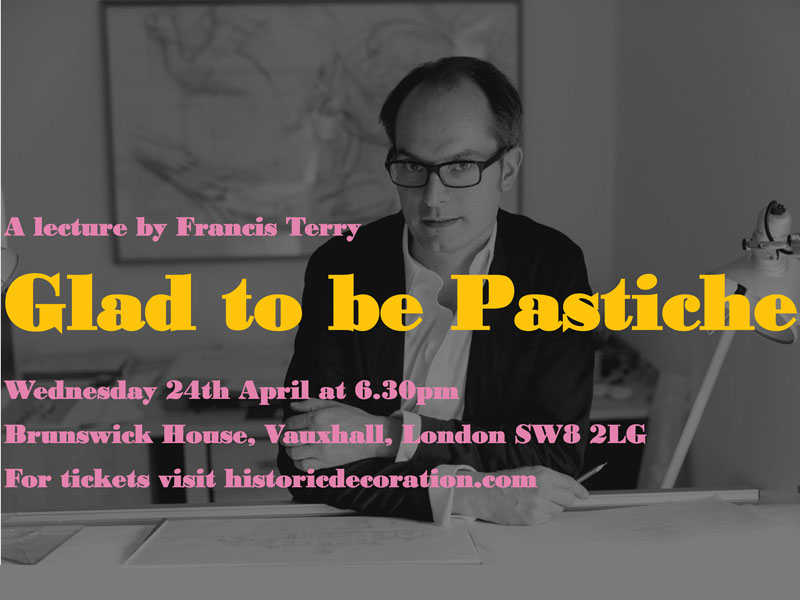 A lecture by Francis Terry
Glad to be Pastiche
Wednesday 24th April at 6.30pm
Brunswick House, Vauxhall, London SW8 2LG
For tickets visit historicdecoration.com